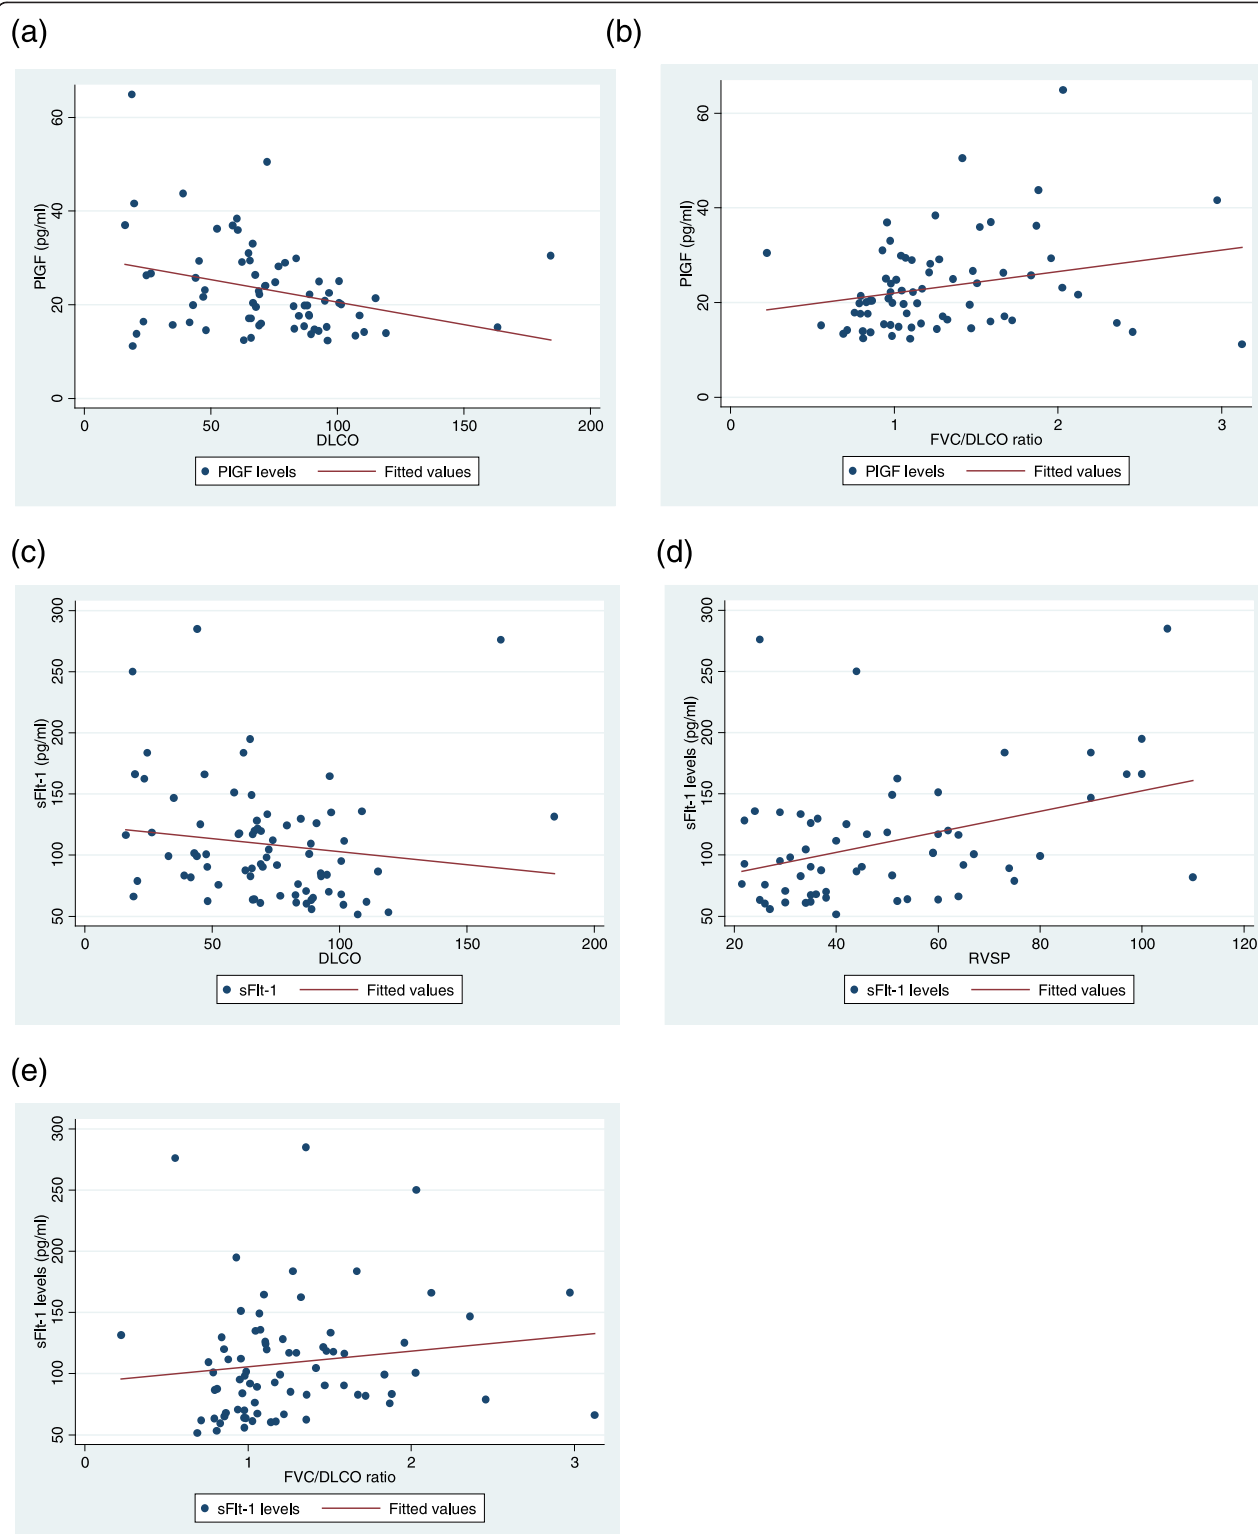 (a)
60
40
20
0
PlGF (pg/ml)
0 50 100 150 200
DLCO
PlGF levels Fitted values
(b)
60
40
20
0
PlGF (pg/ml)
0 1 2 3
FVC/DLCO ratio
PlGF levels Fitted values
(c)
300
250
200
150
100
50
sFlt-1 (pg/ml)
0 50 100 150 200
DLCO
sFlt-1 Fitted values
(d)
300
250
200
150
100
50
sFlt-1 levels (pg/ml)
20 40 60 80 100 120
RVSP
sFlt-1 levels Fitted values
(e)
300
250
200
150
100
50
sFlt-1 levels (pg/ml)
0 1 2 3
FVC/DLCO ratio
sFlt-1 levels Fitted values